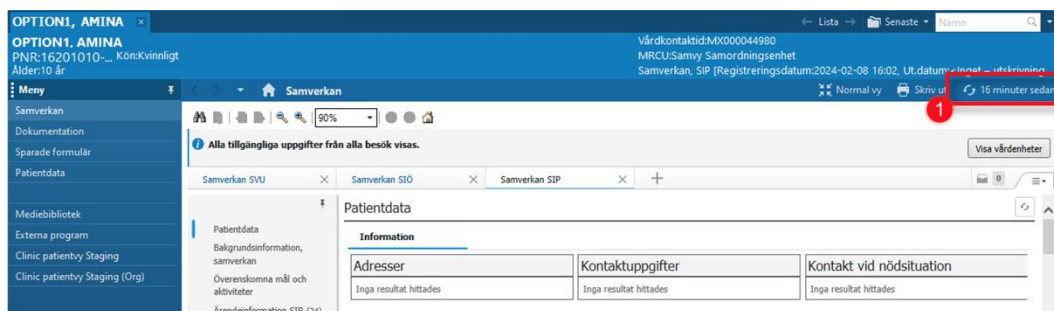 OPTION1, AMINA ×
← Lista → Senaste Namn
OPTION1, AMINA
PNR:16201010-... Kön:Kvinnligt
Ålder:10 år
Vårdkontaktid:MX000044980
MRCU:Samvy Samordningsenhet
Samverkan, SIP [Registreringsdatum:2024-02-08 16:02, Ut.datum:<Inget – utskrivning
Meny
Samverkan
Normal vy Skriv ut 16 minuter sedan
1
Samverkan
Dokumentation
Sparade formulär
Patientdata
Mediebibliotek
Externa program
Clinic patientvy Staging
Clinic patientvy Staging (Org)
90%
Alla tillgängliga uppgifter från alla besök visas.
Visa vårdenheter
Samverkan SVU × Samverkan SIÖ × Samverkan SIP × +
0
Patientdata
Bakgrundsinformation,
samverkan
Överenskomna mål och
aktiviteter
Ärendeinformation SIP (24)
Patientdata
Information
Adresser Kontaktuppgifter Kontakt vid nödsituation
Inga resultat hittades Inga resultat hittades Inga resultat hittades